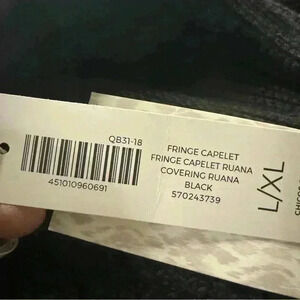 QB31-18
451010960691
FRINGE CAPELET
FRINGE CAPELET RUANA
COVERING RUANA
BLACK
570243739
L/XL